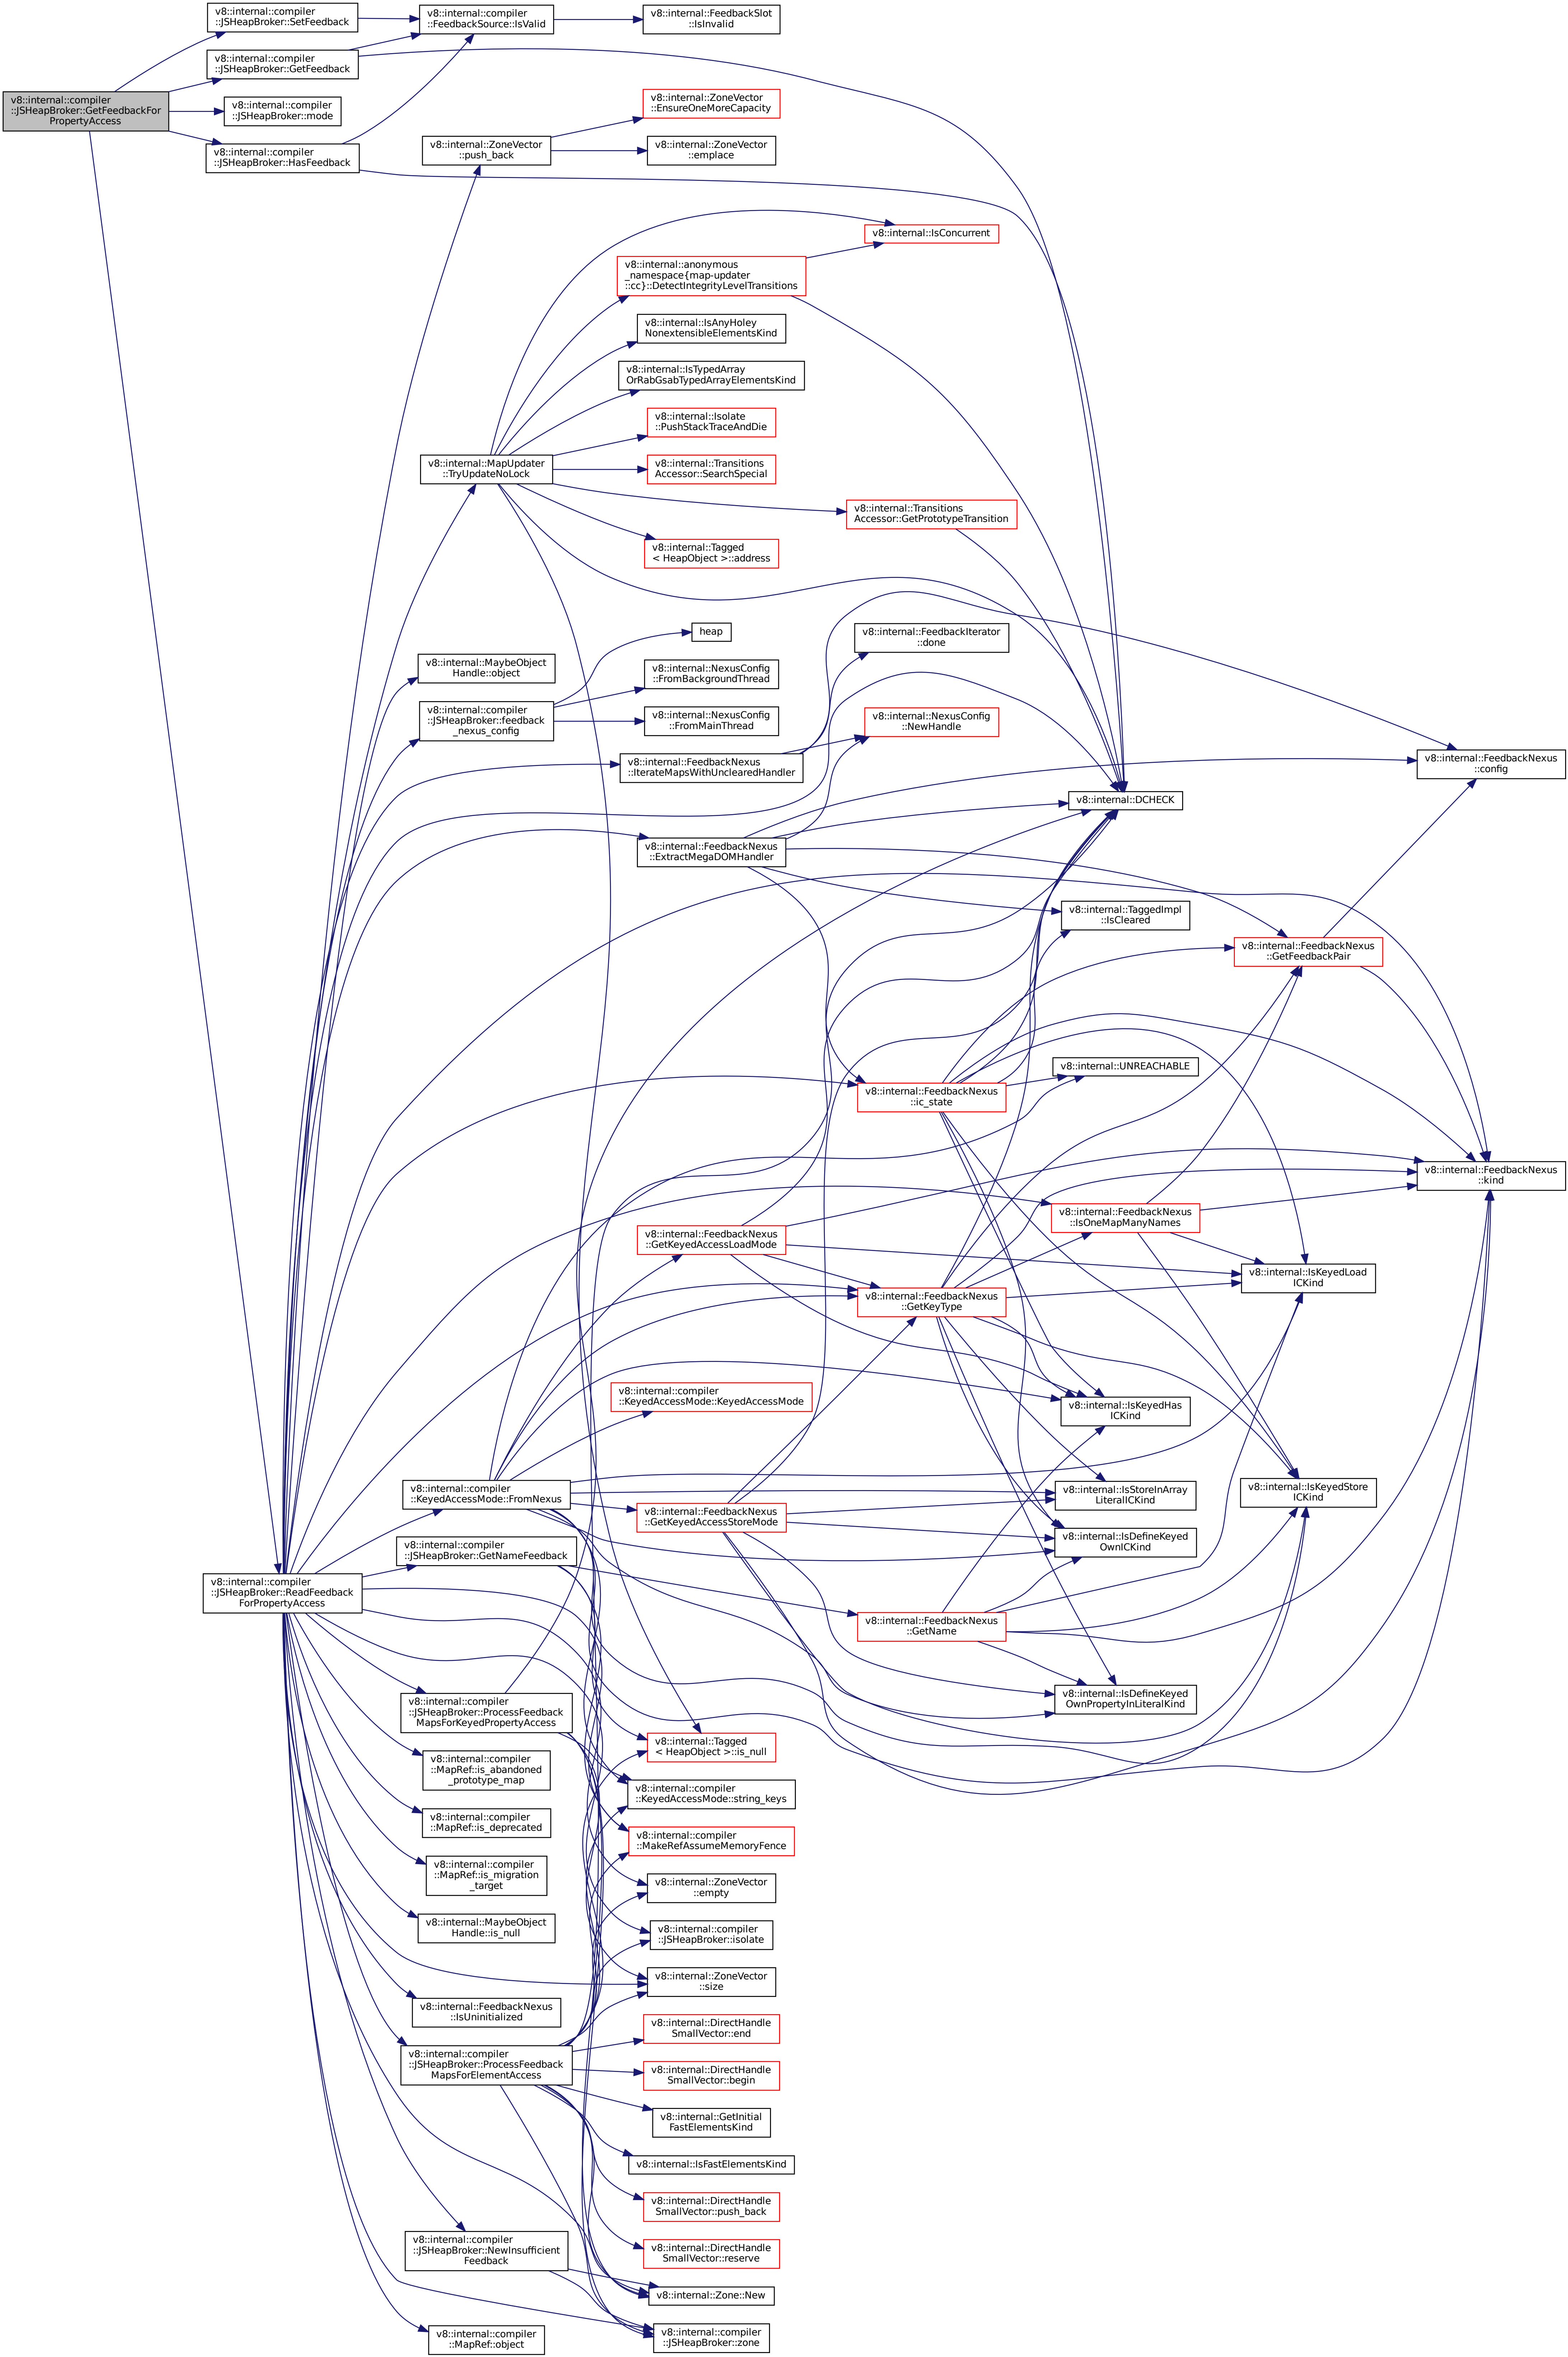 v8::internal::compiler
::JSHeapBroker::GetFeedbackFor
PropertyAccess
v8::internal::compiler
::JSHeapBroker::SetFeedback
v8::internal::compiler
::JSHeapBroker::GetFeedback
v8::internal::compiler
::JSHeapBroker::mode
v8::internal::compiler
::JSHeapBroker::HasFeedback
v8::internal::compiler
::FeedbackSource::IsValid
v8::internal::FeedbackSlot
::IsInvalid
v8::internal::ZoneVector
::push_back
v8::internal::ZoneVector
::EnsureOneMoreCapacity
v8::internal::ZoneVector
::emplace
v8::internal::IsConcurrent
v8::internal::anonymous
_namespace{map-updater
::cc}::DetectIntegrityLevelTransitions
v8::internal::IsAnyHoley
NonextensibleElementsKind
v8::internal::IsTypedArray
OrRabGsabTypedArrayElementsKind
v8::internal::Isolate
::PushStackTraceAndDie
v8::internal::MapUpdater
::TryUpdateNoLock
v8::internal::Transitions
Accessor::SearchSpecial
v8::internal::Transitions
Accessor::GetPrototypeTransition
v8::internal::Tagged
< HeapObject >::address
heap
v8::internal::FeedbackIterator
::done
v8::internal::MaybeObject
Handle::object
v8::internal::NexusConfig
::FromBackgroundThread
v8::internal::compiler
::JSHeapBroker::feedback
_nexus_config
v8::internal::NexusConfig
::FromMainThread
v8::internal::NexusConfig
::NewHandle
v8::internal::FeedbackNexus
::IterateMapsWithUnclearedHandler
v8::internal::FeedbackNexus
::config
v8::internal::DCHECK
v8::internal::FeedbackNexus
::ExtractMegaDOMHandler
v8::internal::TaggedImpl
::IsCleared
v8::internal::FeedbackNexus
::GetFeedbackPair
v8::internal::UNREACHABLE
v8::internal::FeedbackNexus
::ic_state
v8::internal::FeedbackNexus
::kind
v8::internal::FeedbackNexus
::IsOneMapManyNames
v8::internal::FeedbackNexus
::GetKeyedAccessLoadMode
v8::internal::IsKeyedLoad
ICKind
v8::internal::FeedbackNexus
::GetKeyType
v8::internal::compiler
::KeyedAccessMode::KeyedAccessMode
v8::internal::IsKeyedHas
ICKind
v8::internal::compiler
::KeyedAccessMode::FromNexus
v8::internal::IsStoreInArray
LiteralICKind
v8::internal::IsKeyedStore
ICKind
v8::internal::FeedbackNexus
::GetKeyedAccessStoreMode
v8::internal::IsDefineKeyed
OwnICKind
v8::internal::compiler
::JSHeapBroker::GetNameFeedback
v8::internal::compiler
::JSHeapBroker::ReadFeedback
ForPropertyAccess
v8::internal::FeedbackNexus
::GetName
v8::internal::IsDefineKeyed
OwnPropertyInLiteralKind
v8::internal::compiler
::JSHeapBroker::ProcessFeedback
MapsForKeyedPropertyAccess
v8::internal::Tagged
< HeapObject >::is_null
v8::internal::compiler
::MapRef::is_abandoned
_prototype_map
v8::internal::compiler
::KeyedAccessMode::string_keys
v8::internal::compiler
::MapRef::is_deprecated
v8::internal::compiler
::MakeRefAssumeMemoryFence
v8::internal::compiler
::MapRef::is_migration
_target
v8::internal::ZoneVector
::empty
v8::internal::MaybeObject
Handle::is_null
v8::internal::compiler
::JSHeapBroker::isolate
v8::internal::ZoneVector
::size
v8::internal::FeedbackNexus
::IsUninitialized
v8::internal::DirectHandle
SmallVector::end
v8::internal::compiler
::JSHeapBroker::ProcessFeedback
MapsForElementAccess
v8::internal::DirectHandle
SmallVector::begin
v8::internal::GetInitial
FastElementsKind
v8::internal::IsFastElementsKind
v8::internal::DirectHandle
SmallVector::push_back
v8::internal::compiler
::JSHeapBroker::NewInsufficient
Feedback
v8::internal::DirectHandle
SmallVector::reserve
v8::internal::Zone::New
v8::internal::compiler
::MapRef::object
v8::internal::compiler
::JSHeapBroker::zone